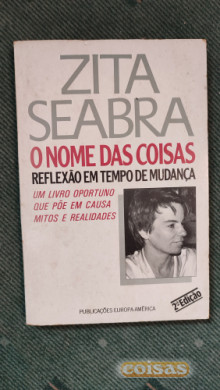 ZITA
SEABRA
O NOME DAS COISAS
REFLEXÃO EM TEMPO DE MUDANÇA
UM LIVRO OPORTUNO
QUE PÕE EM CAUSA
MITOS E REALIDADES
2ª Edição
PUBLICAÇÕES EUROPA-AMÉRICA
coisas